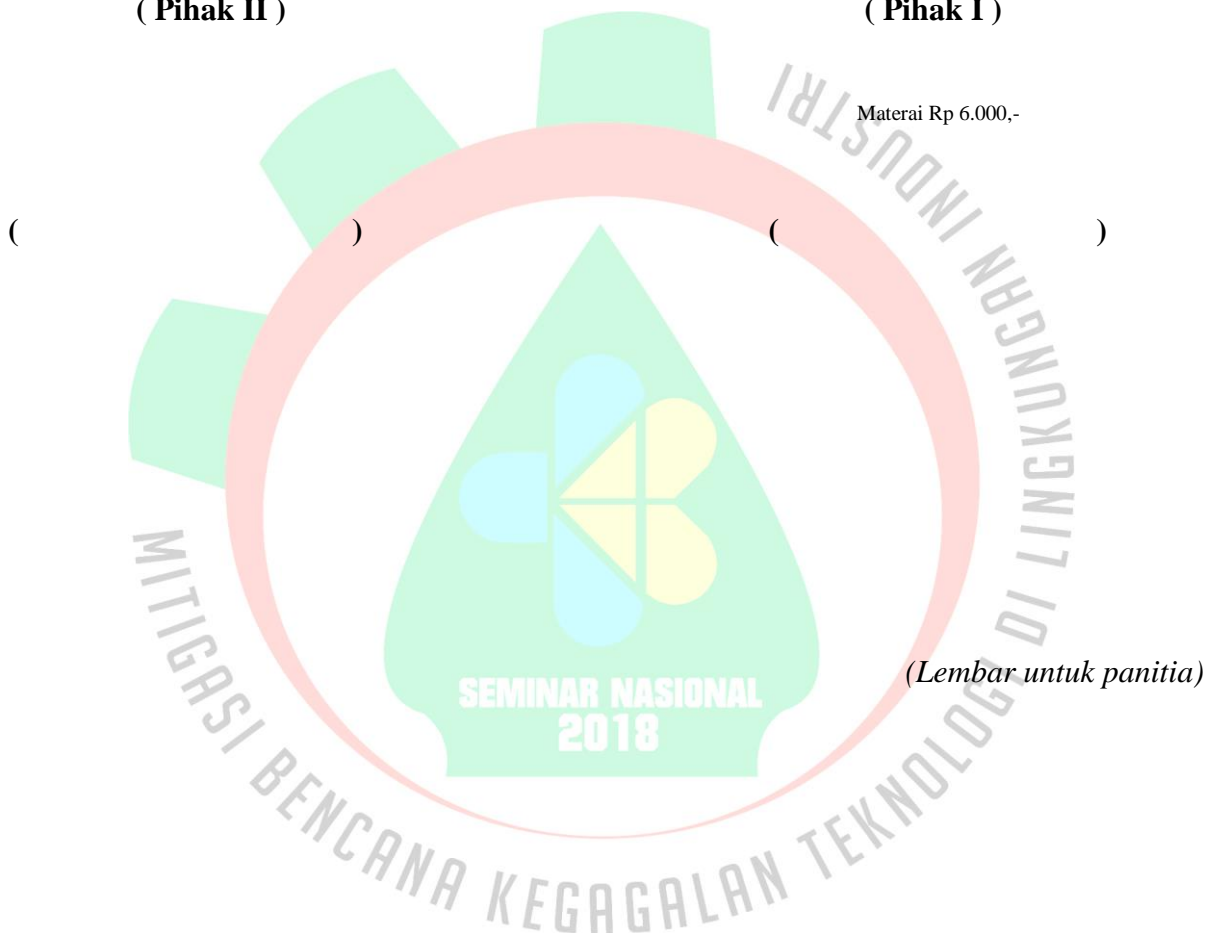 ( Pihak II ) ( Pihak I )
Materai Rp 6.000,-
( ) ( )
(Lembar untuk panitia)
SEMINAR NASIONAL
2018
MITIGASI BENCANA KEGAGALAN TEKNOLOGI DI LINGKUNGAN INDUSTRI